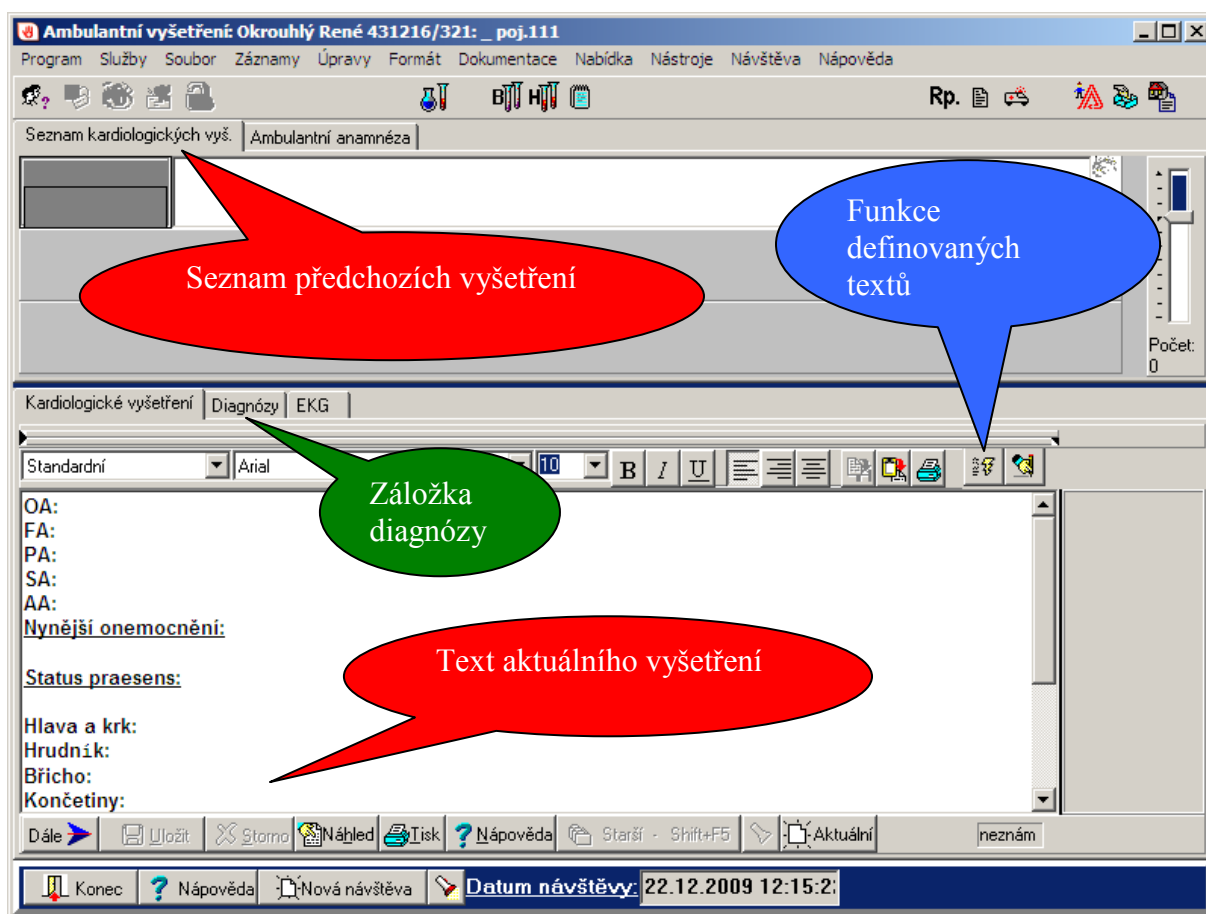 Ambulantní vyšetření: Okrouhlý René 431216/321: _ poj.111
Program Služby Soubor Záznamy Úpravy Formát Dokumentace Nabídka Nástroje Návštěva Nápověda
B H Rp.
Seznam kardiologických vyš. Ambulantní anamnéza
Funkce
definovaných
textů
Seznam předchozích vyšetření
Počet:
0
Kardiologické vyšetření Diagnózy EKG
Standardní Arial 10 B I U
Záložka
diagnózy
OA:
FA:
PA:
SA:
AA:
Nynější onemocnění:
Text aktuálního vyšetření
Status praesens:
Hlava a krk:
Hrudník:
Břicho:
Končetiny:
Dále Uložit Storno Náhled Tisk Nápověda Starší - Shift+F5 Aktuální neznám
Konec Nápověda Nová návštěva Datum návštěvy: 22.12.2009 12:15:2